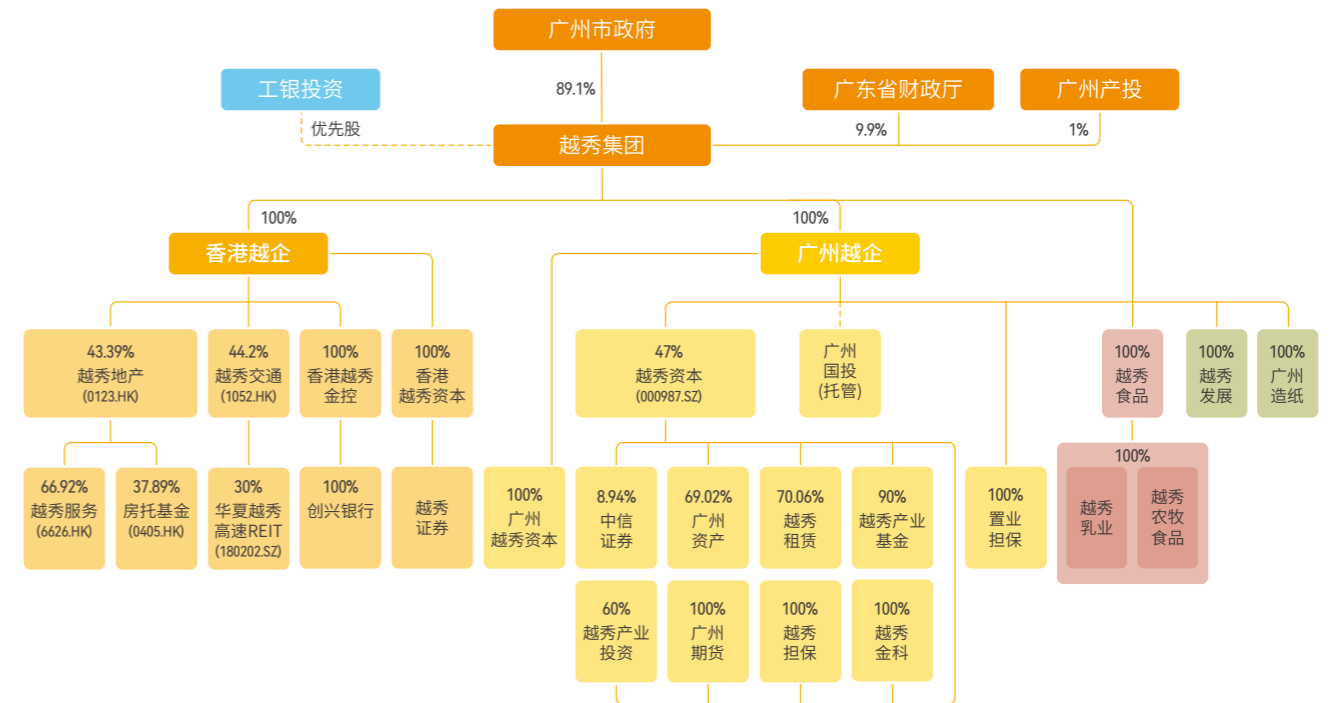 广州市政府
工银投资
89.1%
广东省财政厅
广州产投
优先股
9.9%
1%
越秀集团
100%
100%
香港越企
广州越企
43.39%
越秀地产
(0123.HK)
44.2%
越秀交通
(1052.HK)
100%
香港越秀
金控
100%
香港
越秀资本
47%
越秀资本
(000987.SZ)
广州
国投
(托管)
100%
越秀
食品
100%
越秀
发展
100%
广州
造纸
66.92%
越秀服务
(6626.HK)
37.89%
房托基金
(0405.HK)
30%
华夏越秀
高速REIT
(180202.SZ)
100%
创兴银行
越秀
证券
100%
广州
越秀资本
8.94%
中信
证券
69.02%
广州
资产
70.06%
越秀
租赁
90%
越秀产业
基金
100%
置业
担保
100%
越秀
乳业
越秀
农牧
食品
60%
越秀产业
投资
100%
广州
期货
100%
越秀
担保
100%
越秀
金科